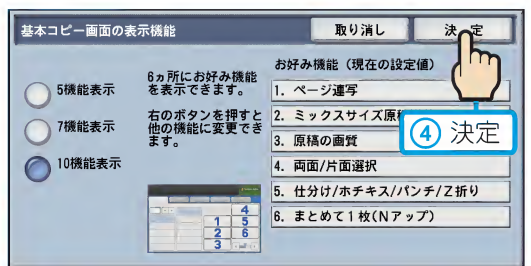 基本コピー画面の表示機能
取り消し
決定
5機能表示
7機能表示
10機能表示
6ヵ所にお好み機能
を表示できます。
右のボタンを押すと
他の機能に変更でき
ます。
4
1 5
2 6
3
お好み機能（現在の設定値）
1. ページ連写
2. ミックスサイズ原稿
3. 原稿の画質
4. 両面/片面選択
5. 仕分け/ホチキス/パンチ/Z折り
6. まとめて1枚(Nアップ)
④ 決定